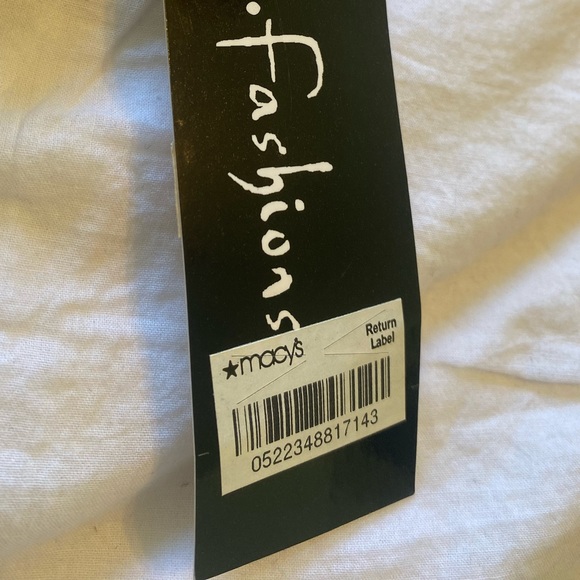 . fashions
★macy's
Return
Label
0522348817143